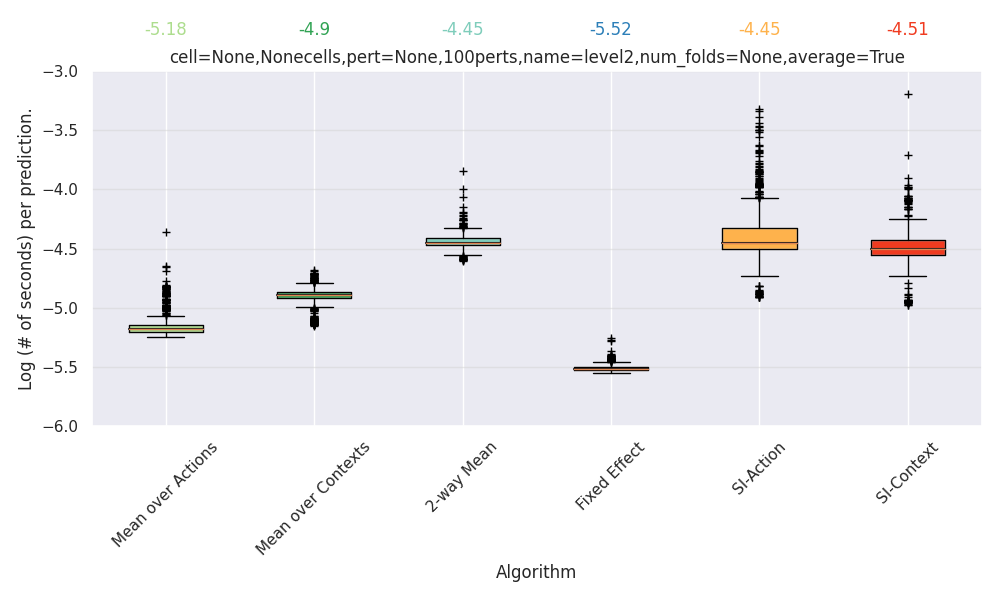 -5.18 -4.9 -4.45 -5.52 -4.45 -4.51
cell=None,Nonecells,pert=None,100perts,name=level2,num_folds=None,average=True
Log (# of seconds) per prediction.
−3.0
−3.5
−4.0
−4.5
−5.0
−5.5
−6.0
Mean over Actions
Mean over Contexts
2-way Mean
Fixed Effect
SI-Action
SI-Context
Algorithm